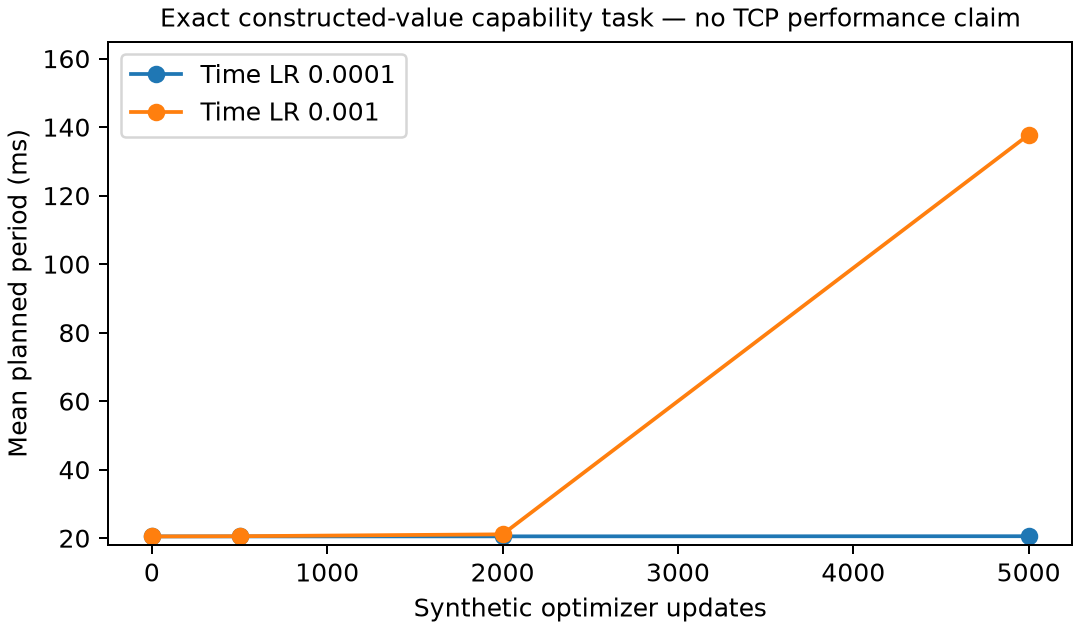 Exact constructed-value capability task — no TCP performance claim
Time LR 0.0001
Time LR 0.001
Mean planned period (ms)
160
140
120
100
80
60
40
20
0
1000
2000
3000
4000
5000
Synthetic optimizer updates